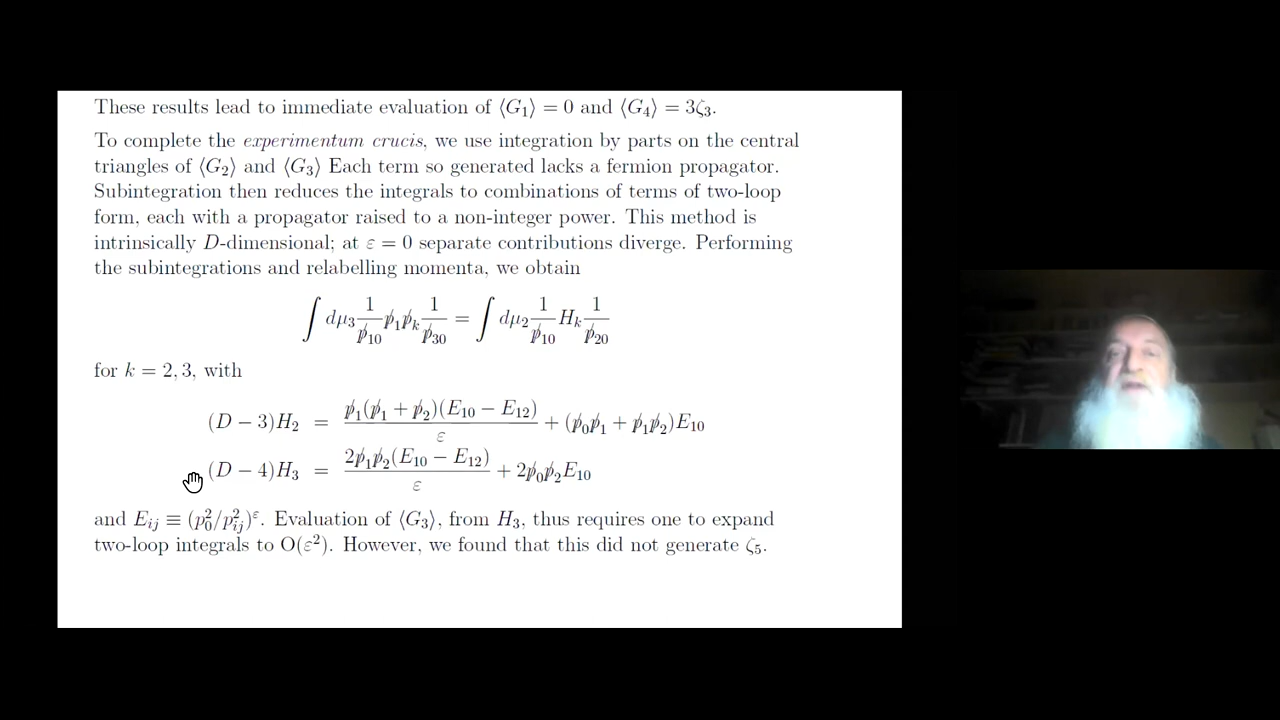 These results lead to immediate evaluation of ⟨G₁⟩ = 0 and ⟨G₄⟩ = 3ζ₃.
To complete the experimentum crucis, we use integration by parts on the central
triangles of ⟨G₂⟩ and ⟨G₃⟩ Each term so generated lacks a fermion propagator.
Subintegration then reduces the integrals to combinations of terms of two-loop
form, each with a propagator raised to a non-integer power. This method is
intrinsically D-dimensional; at ε = 0 separate contributions diverge. Performing
the subintegrations and relabelling momenta, we obtain
∫ dμ₃ 1/p̸₁₀ p̸₁p̸ₖ 1/p̸₃₀ = ∫ dμ₂ 1/p̸₁₀ Hₖ 1/p̸₂₀
for k = 2, 3, with
(D − 3)H₂ = p̸₁(p̸₁ + p̸₂)(E₁₀ − E₁₂)/ε + (p̸₀p̸₁ + p̸₁p̸₂)E₁₀
(D − 4)H₃ = 2p̸₁p̸₂(E₁₀ − E₁₂)/ε + 2p̸₀p̸₂E₁₀
and Eᵢⱼ ≡ (p₀²/pᵢⱼ²)^ε. Evaluation of ⟨G₃⟩, from H₃, thus requires one to expand
two-loop integrals to O(ε²). However, we found that this did not generate ζ₅.